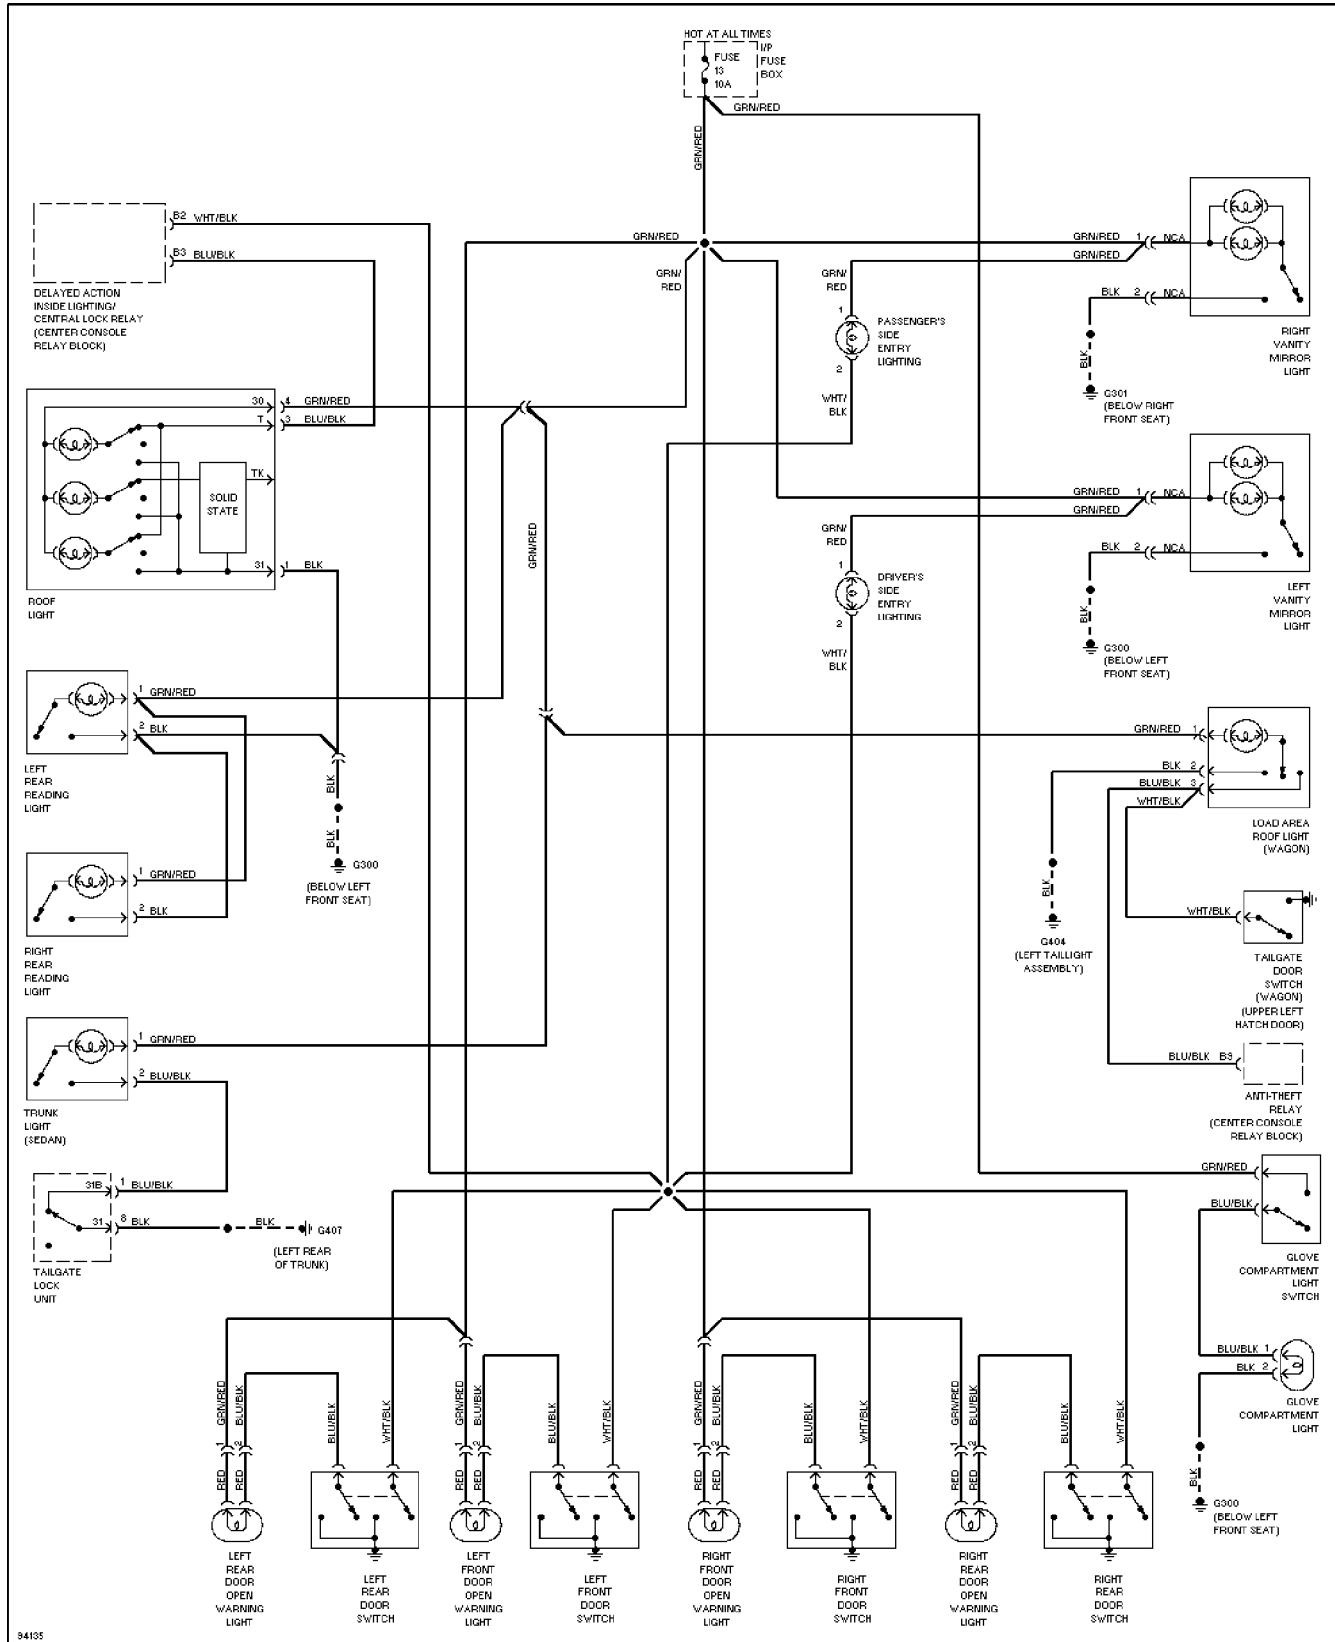 HOT AT ALL TIMES
FUSE
13
10A
I/P
FUSE
BOX
GRN/RED
GRN/RED
B2 WHT/BLK
B3 BLU/BLK
DELAYED ACTION
INSIDE LIGHTING/
CENTRAL LOCK RELAY
(CENTER CONSOLE
RELAY BLOCK)
GRN/RED
GRN/
RED
GRN/
RED
1
PASSENGER'S
SIDE
ENTRY
LIGHTING
2
WHT/
BLK
GRN/RED 1 NCA
GRN/RED
BLK 2 NCA
BLK
G301
(BELOW RIGHT
FRONT SEAT)
RIGHT
VANITY
MIRROR
LIGHT
30 4 GRN/RED
T 3 BLU/BLK
TK
SOLID
STATE
31 1 BLK
ROOF
LIGHT
GRN/RED
GRN/
RED
1
DRIVER'S
SIDE
ENTRY
LIGHTING
2
WHT/
BLK
GRN/RED 1 NCA
GRN/RED
BLK 2 NCA
BLK
G300
(BELOW LEFT
FRONT SEAT)
LEFT
VANITY
MIRROR
LIGHT
1 GRN/RED
2 BLK
LEFT
REAR
READING
LIGHT
BLK
BLK
G300
(BELOW LEFT
FRONT SEAT)
1 GRN/RED
2 BLK
RIGHT
REAR
READING
LIGHT
GRN/RED 1
BLK 2
BLU/BLK 3
WHT/BLK
LOAD AREA
ROOF LIGHT
(WAGON)
BLK
G404
(LEFT TAILLIGHT
ASSEMBLY)
WHT/BLK
TAILGATE
DOOR
SWITCH
(WAGON)
(UPPER LEFT
HATCH DOOR)
BLU/BLK B3
ANTI-THEFT
RELAY
(CENTER CONSOLE
RELAY BLOCK)
1 GRN/RED
2 BLU/BLK
TRUNK
LIGHT
(SEDAN)
31B 1 BLU/BLK
31 8 BLK
BLK
G407
(LEFT REAR
OF TRUNK)
TAILGATE
LOCK
UNIT
GRN/RED
BLU/BLK
GLOVE
COMPARTMENT
LIGHT
SWITCH
BLU/BLK 1
BLK 2
GLOVE
COMPARTMENT
LIGHT
BLK
G300
(BELOW LEFT
FRONT SEAT)
RED 1 GRN/RED
RED 2 BLU/BLK
BLU/BLK
WHT/BLK
RED 1 GRN/RED
RED 2 BLU/BLK
BLU/BLK
WHT/BLK
RED 1 GRN/RED
RED 2 BLU/BLK
BLU/BLK
WHT/BLK
RED 1 GRN/RED
RED 2 BLU/BLK
BLU/BLK
WHT/BLK
LEFT
REAR
DOOR
OPEN
WARNING
LIGHT
LEFT
REAR
DOOR
SWITCH
LEFT
FRONT
DOOR
OPEN
WARNING
LIGHT
LEFT
FRONT
DOOR
SWITCH
RIGHT
FRONT
DOOR
OPEN
WARNING
LIGHT
RIGHT
FRONT
DOOR
SWITCH
RIGHT
REAR
DOOR
OPEN
WARNING
LIGHT
RIGHT
REAR
DOOR
SWITCH
94135